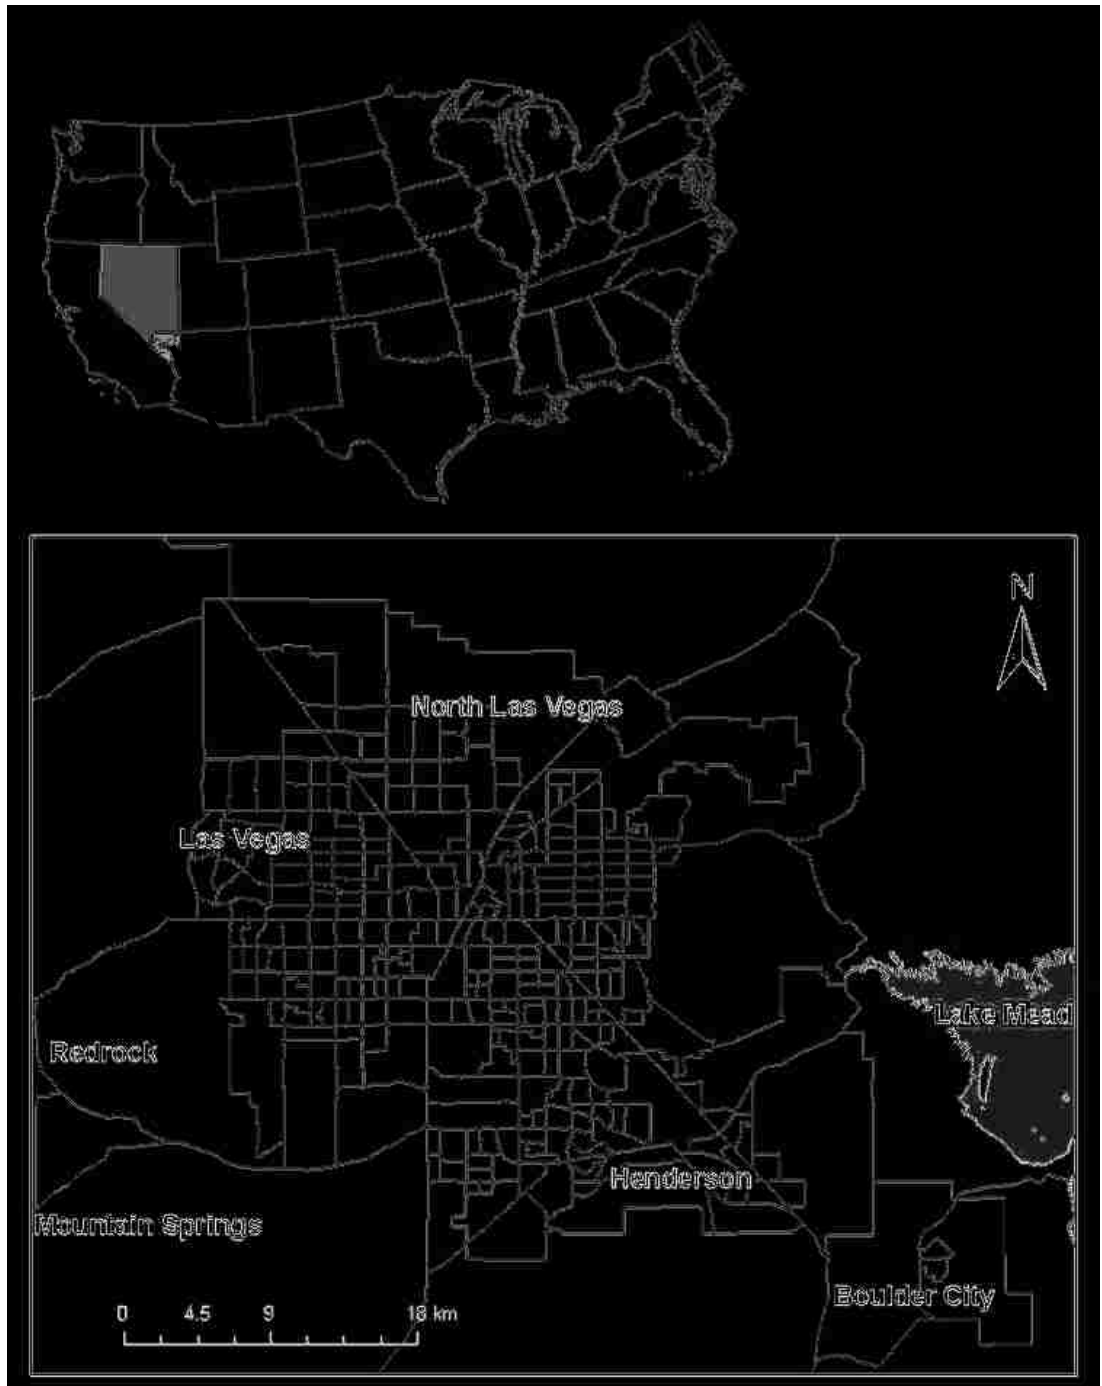 N
North Las Vegas
Las Vegas
Lake Mead
Redrock
Henderson
Mountain Springs
Boulder City
0 4.5 9 18 km